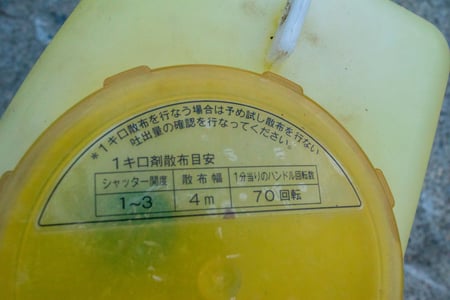 *1キロ散布を行なう場合は予め試し散布を行ない
吐出量の確認を行なってください。
1キロ剤散布目安
シャッター開度 散布幅 1分当りのハンドル回転数
1~3 4m 70回転